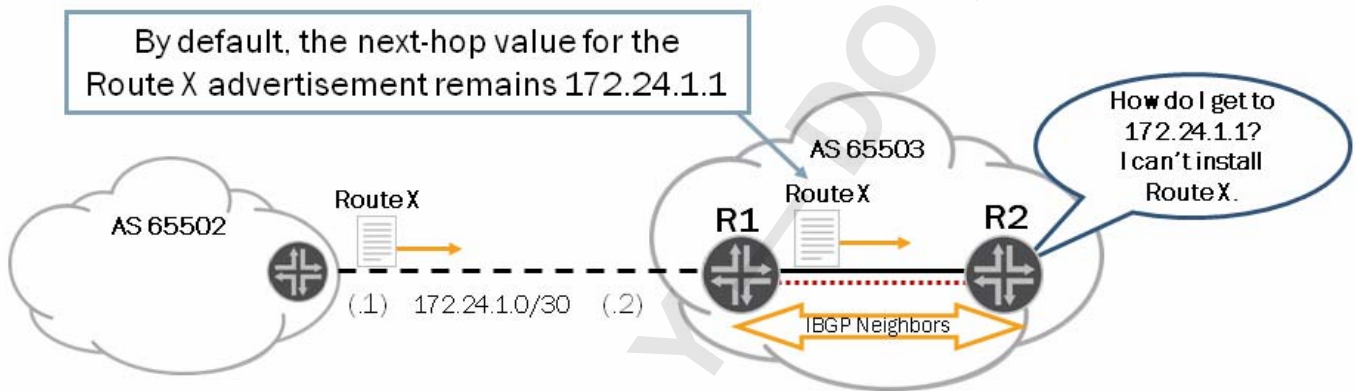 By default, the next-hop value for the
Route X advertisement remains 172.24.1.1
How do I get to
172.24.1.1?
I can't install
Route X.
AS 65502
Route X
AS 65503
Route X
R1
R2
(.1) 172.24.1.0/30 (.2)
IBGP Neighbors